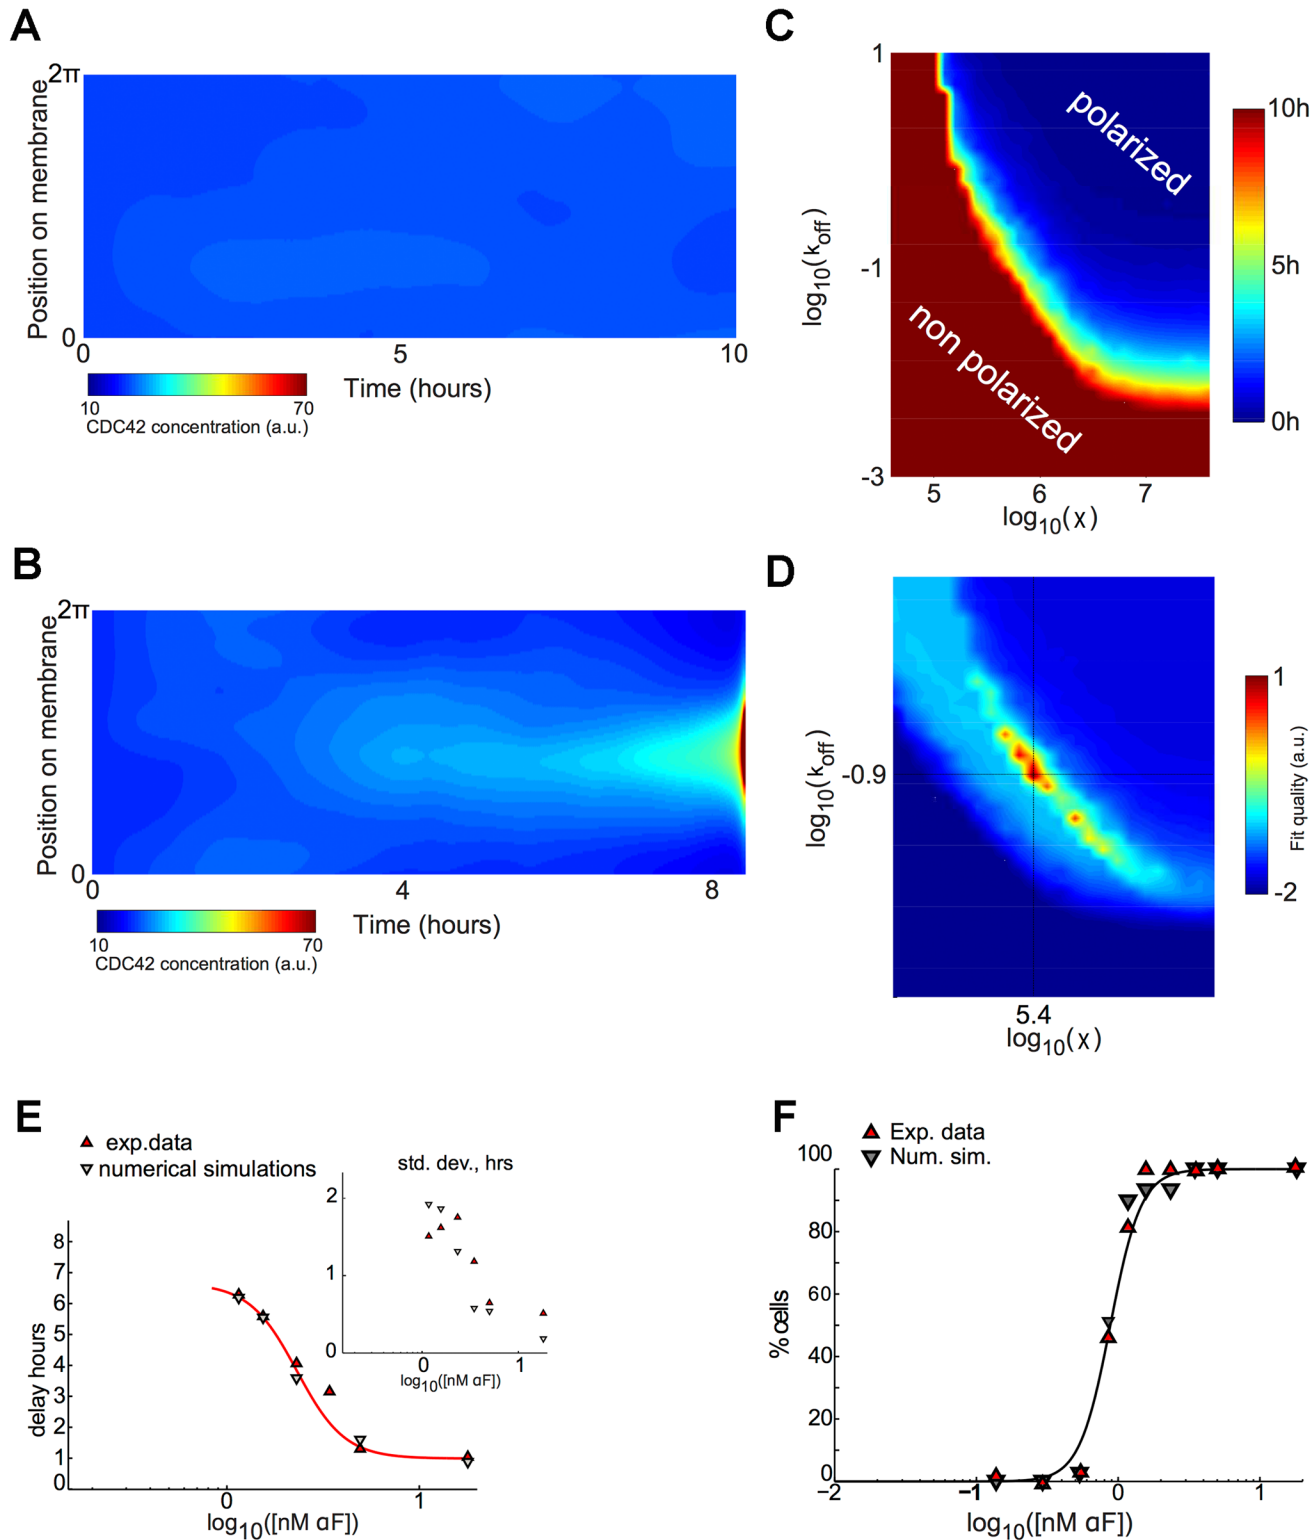 A
2π
Position on membrane
0
0
5
10
Time (hours)
10
70
CDC42 concentration (a.u.)
C
1
-1
-3
log10(koff)
polarized
non polarized
5
6
7
log10(χ)
10h
5h
0h
B
2π
Position on membrane
0
0
4
8
Time (hours)
10
70
CDC42 concentration (a.u.)
D
log10(koff)
-0.9
5.4
log10(χ)
1
-2
Fit quality (a.u.)
E
exp.data
numerical simulations
delay hours
8
7
6
5
4
3
2
1
0
0
1
log10([nM αF])
std. dev., hrs
2
1
0
0
1
log10([nM αF])
F
Exp. data
Num. sim.
% cells
100
80
60
40
20
0
−2
−1
0
1
log10([nM αF])